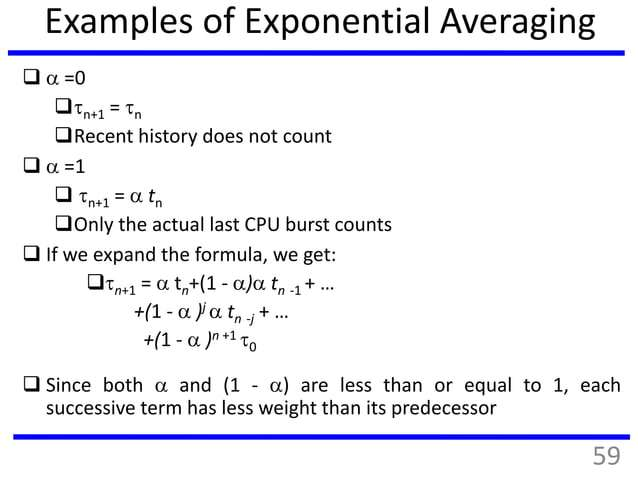 Examples of Exponential Averaging
❑ α =0
❑τn+1 = τn
❑Recent history does not count
❑ α =1
❑ τn+1 = α tn
❑Only the actual last CPU burst counts
❑ If we expand the formula, we get:
❑τn+1 = α tn+(1 - α)α tn -1 + …
+(1 - α )j α tn -j + …
+(1 - α )n +1 τ0
❑ Since both α and (1 - α) are less than or equal to 1, each
successive term has less weight than its predecessor
59